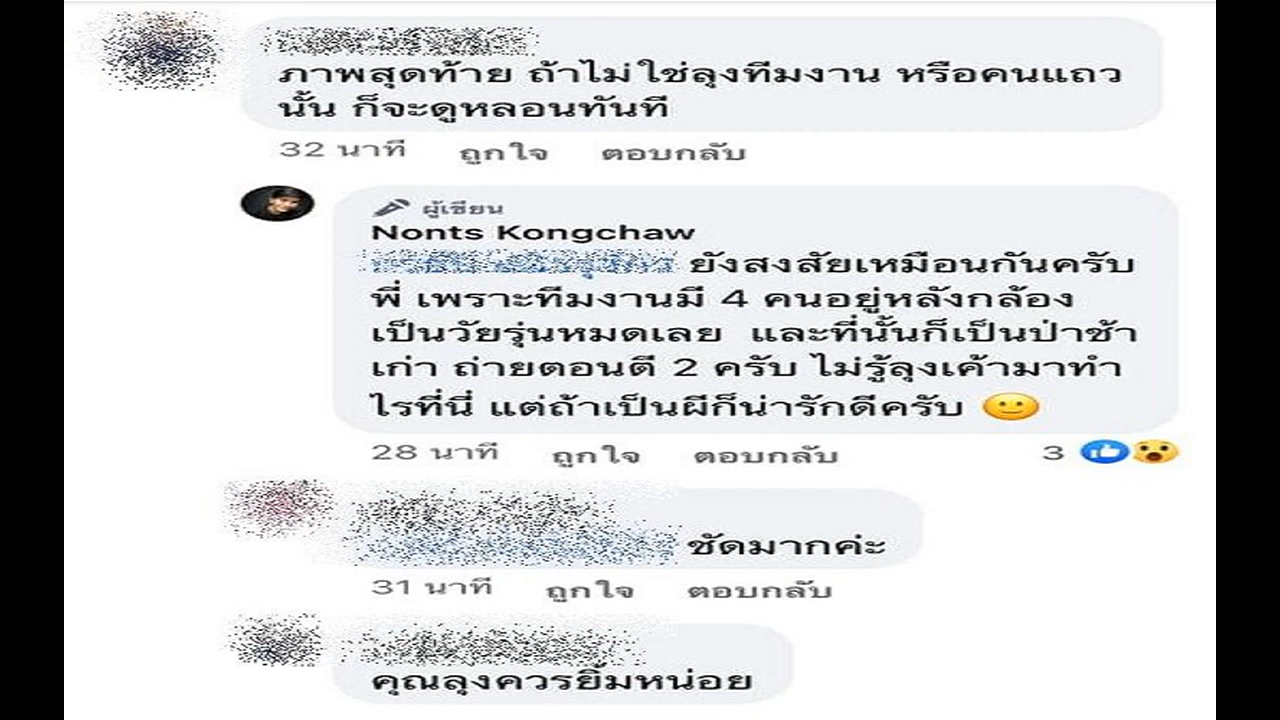 ภาพสุดท้าย ถ้าไม่ใช่ลุงทีมงาน หรือคนแถว
นั้น ก็จะดูหลอนทันที
32 นาที ถูกใจ ตอบกลับ
ผู้เขียน
Nonts Kongchaw
ยังสงสัยเหมือนกันครับ
พี่ เพราะทีมงานมี 4 คนอยู่หลังกล้อง
เป็นวัยรุ่นหมดเลย และที่นั้นก็เป็นป่าช้า
เก่า ถ่ายตอนตี 2 ครับ ไม่รู้ลุงเค้ามาทำ
ไรที่นี่ แต่ถ้าเป็นผีก็น่ารักดีครับ 🙂
28 นาที ถูกใจ ตอบกลับ 3
ชัดมากค่ะ
31 นาที ถูกใจ ตอบกลับ
คุณลุงควรยิ้มหน่อย